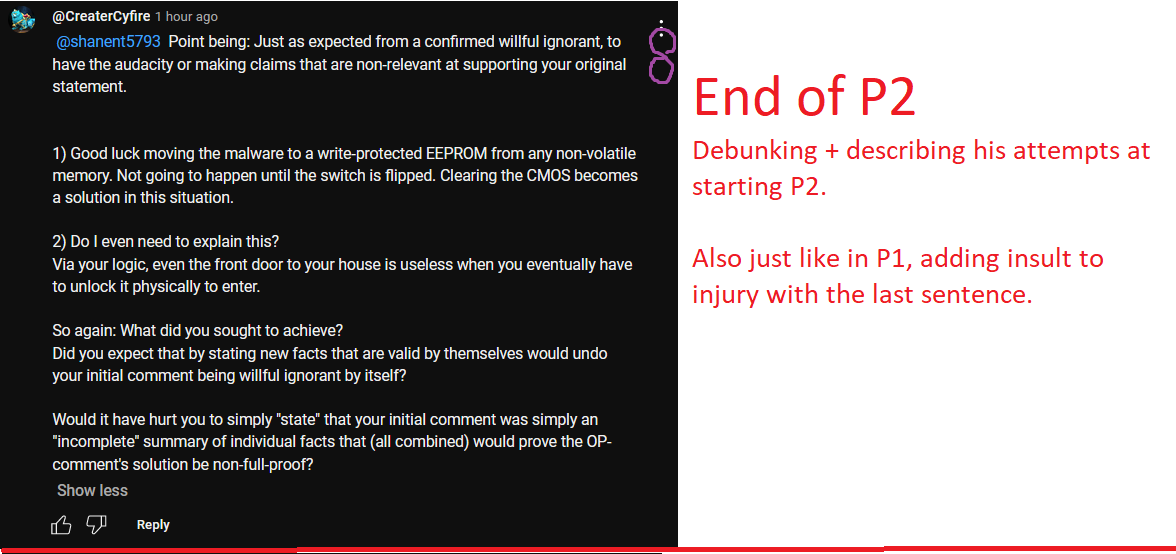 @CreaterCyfire 1 hour ago
@shanent5793 Point being: Just as expected from a confirmed willful ignorant, to
have the audacity or making claims that are non-relevant at supporting your original
statement.
1) Good luck moving the malware to a write-protected EEPROM from any non-volatile
memory. Not going to happen until the switch is flipped. Clearing the CMOS becomes
a solution in this situation.
2) Do I even need to explain this?
Via your logic, even the front door to your house is useless when you eventually have
to unlock it physically to enter.
So again: What did you sought to achieve?
Did you expect that by stating new facts that are valid by themselves would undo
your initial comment being willful ignorant by itself?
Would it have hurt you to simply "state" that your initial comment was simply an
"incomplete" summary of individual facts that (all combined) would prove the OP-
comment's solution be non-full-proof?
Show less
Reply
8
End of P2
Debunking + describing his attempts at
starting P2.
Also just like in P1, adding insult to
injury with the last sentence.